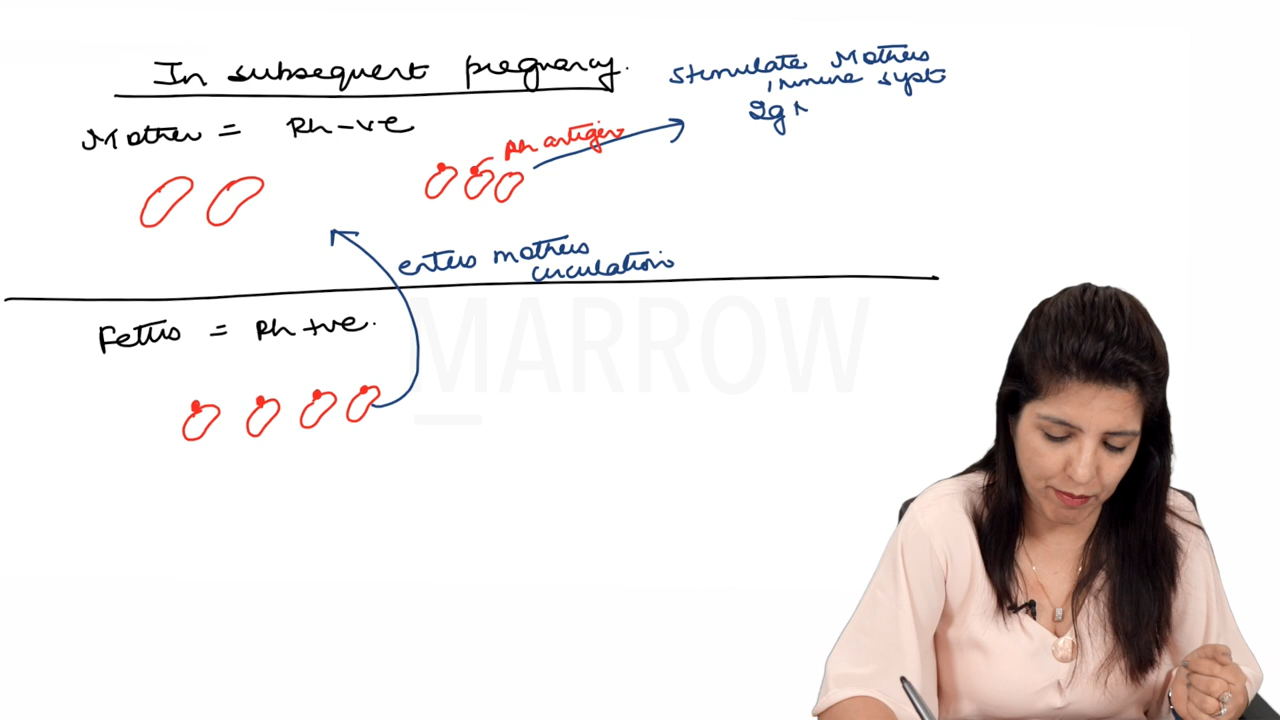 In subsequent pregnancy.
Stimulate Mothers
immune syst
Mother = Rh -ve
IgM
Rh antigen
enters mothers
circulation
Fetus = Rh +ve.
MARROW